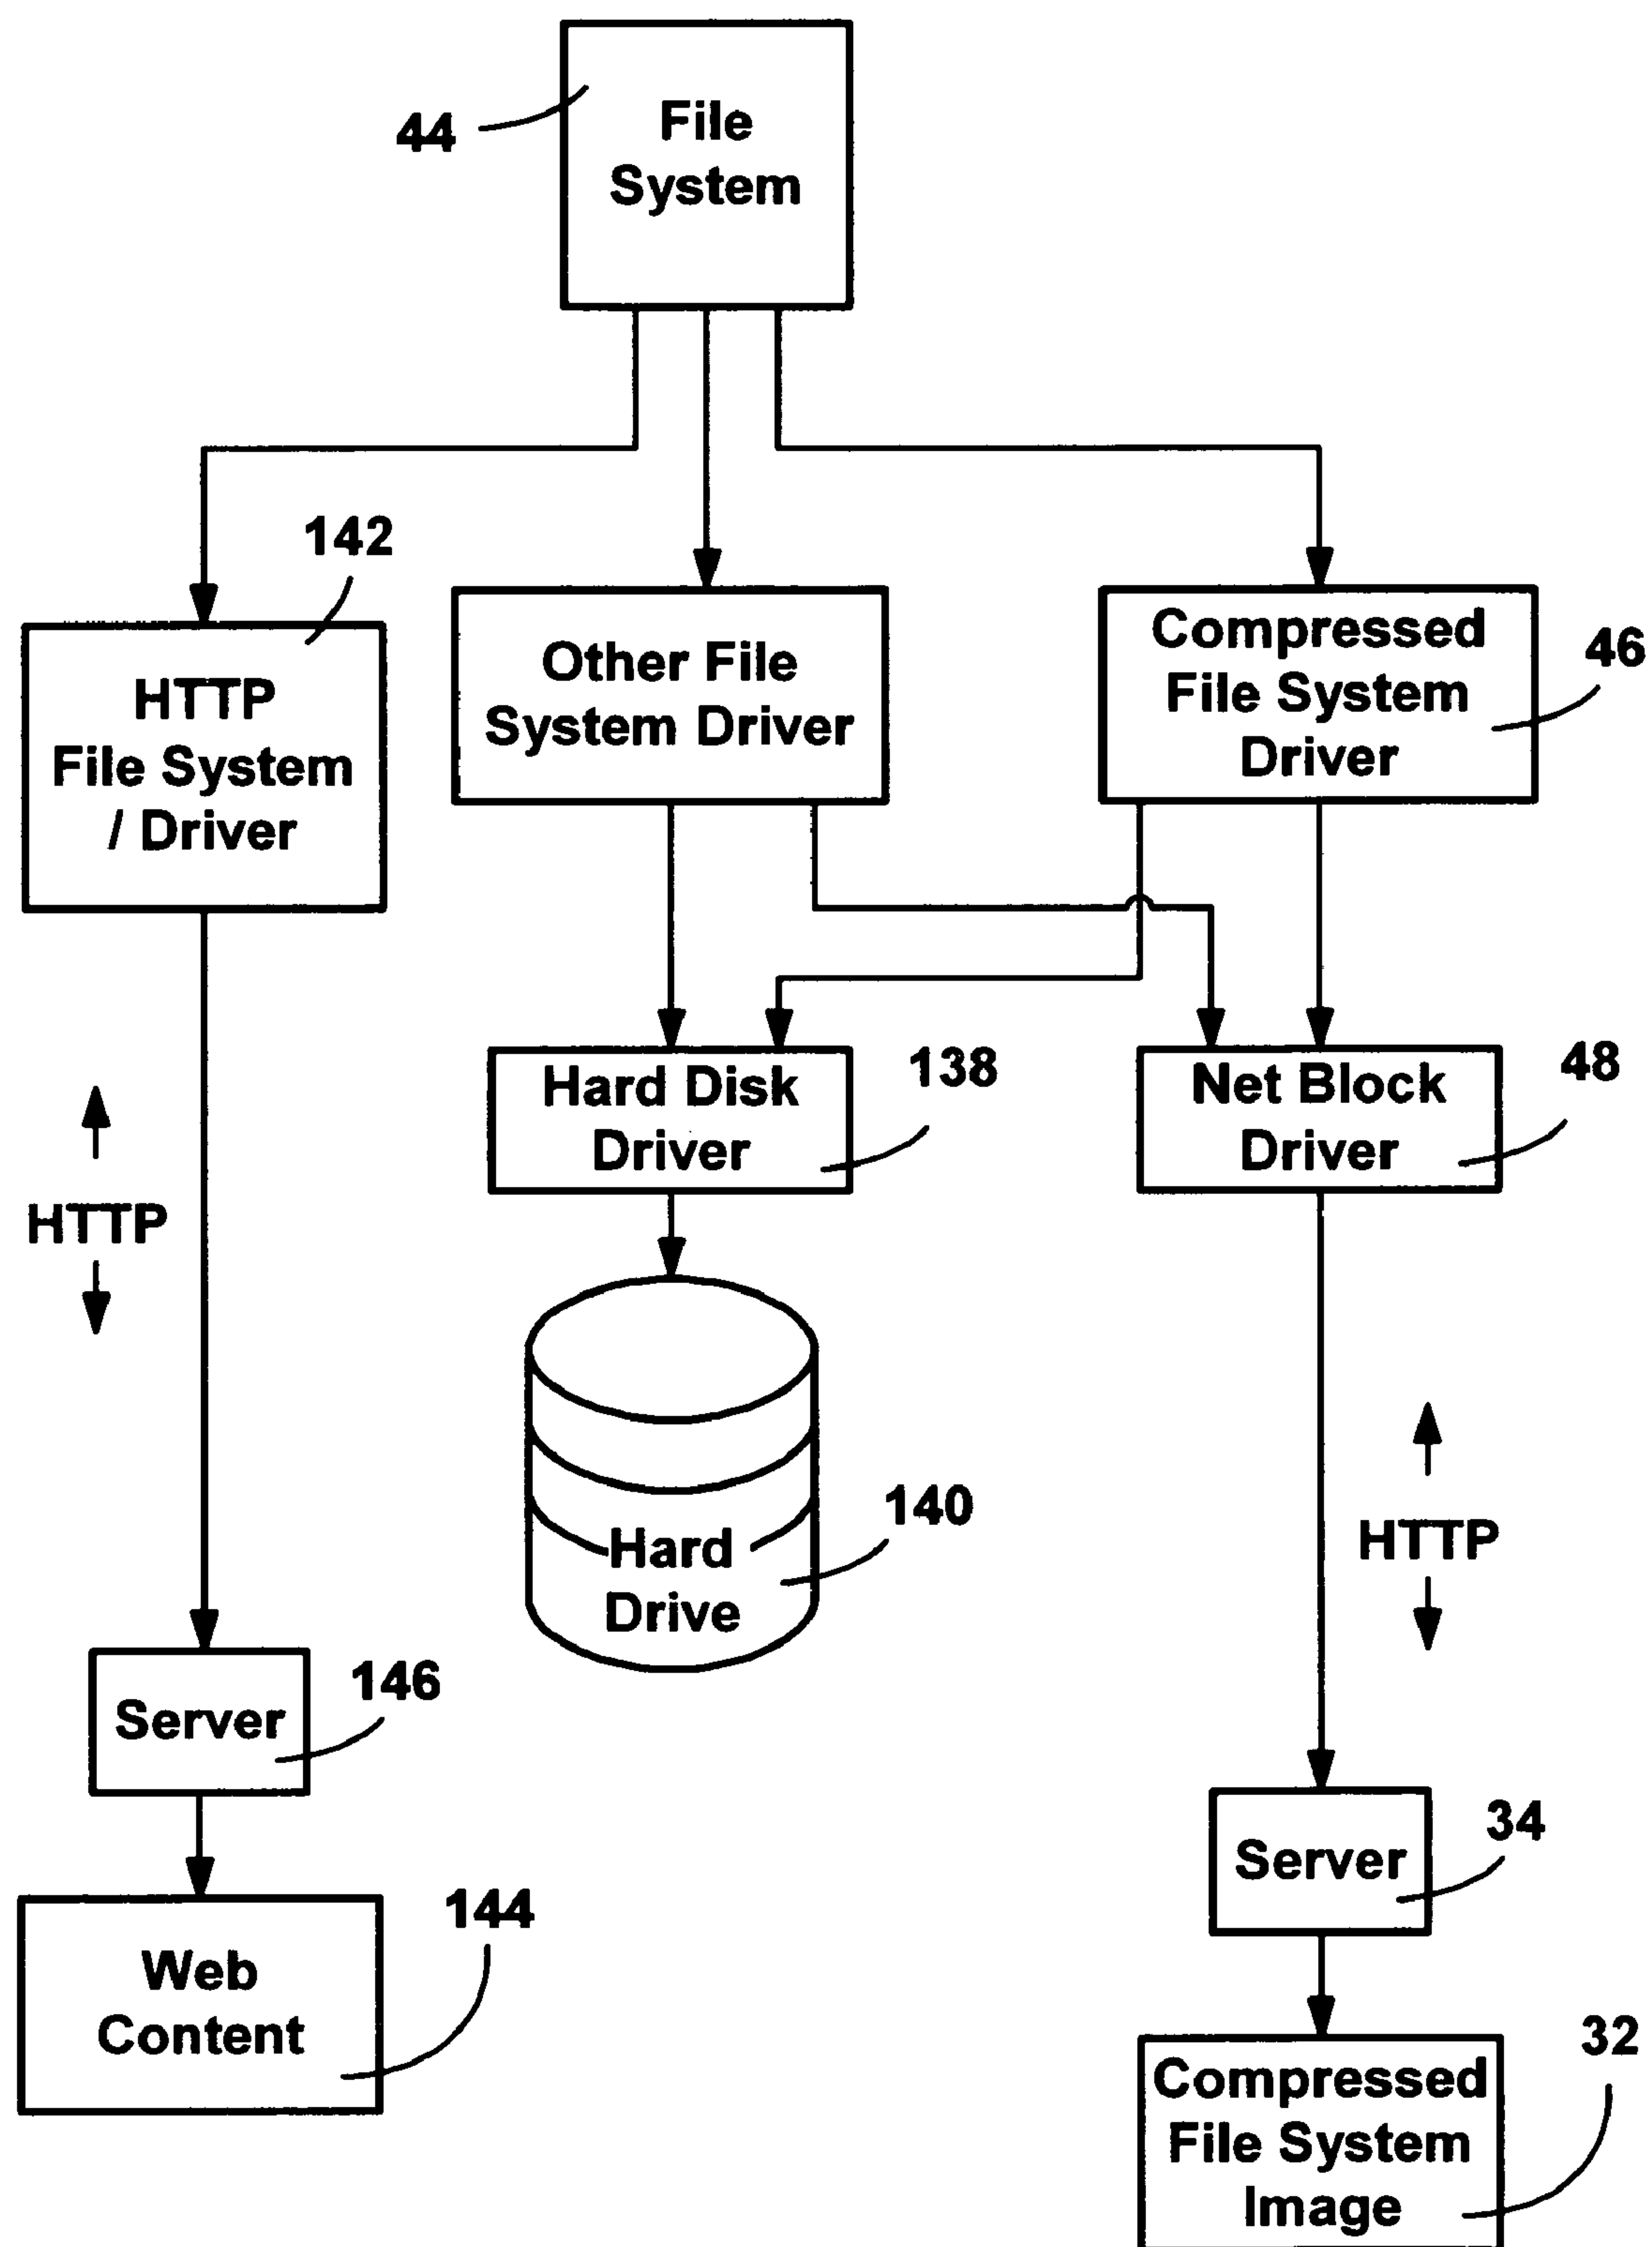 44
File
System
142
HTTP
File System
/ Driver
Other File
System Driver
Compressed
File System
Driver
46
Hard Disk
Driver
138
Net Block
Driver
48
HTTP
Hard
Drive
140
HTTP
Server
146
Server
34
Web
Content
144
Compressed
File System
Image
32